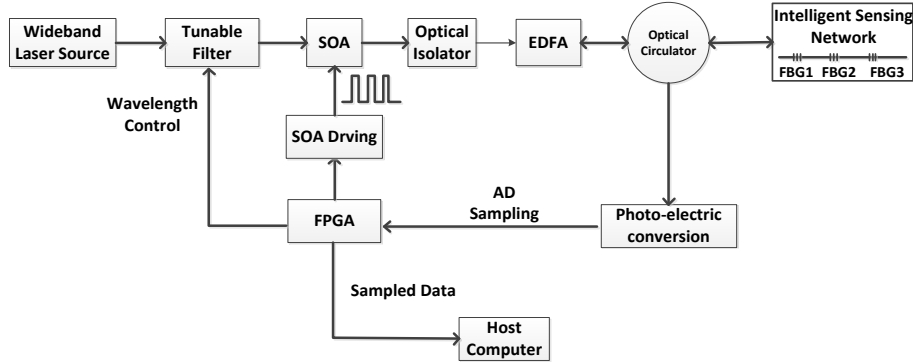 Wideband
Laser Source
Tunable
Filter
SOA
Optical
Isolator
EDFA
Optical
Circulator
Intelligent Sensing
Network
FBG1 FBG2 FBG3
Wavelength
Control
SOA Drving
AD
Sampling
FPGA
Photo-electric
conversion
Sampled Data
Host
Computer